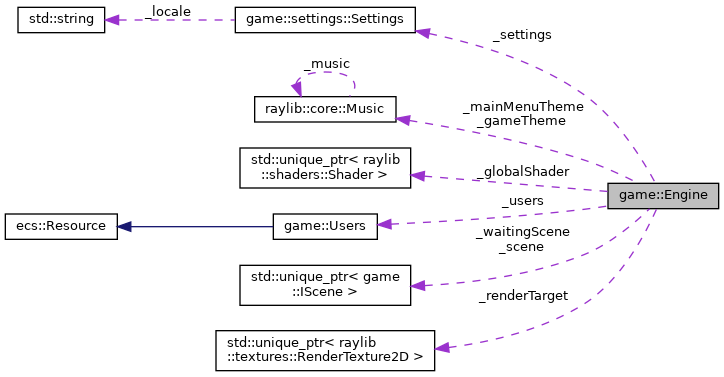 std::string
_locale
game::settings::Settings
_settings
_music
raylib::core::Music
_mainMenuTheme
_gameTheme
std::unique_ptr< raylib
::shaders::Shader >
_globalShader
game::Engine
ecs::Resource
game::Users
_users
_waitingScene
_scene
std::unique_ptr< game
::IScene >
_renderTarget
std::unique_ptr< raylib
::textures::RenderTexture2D >